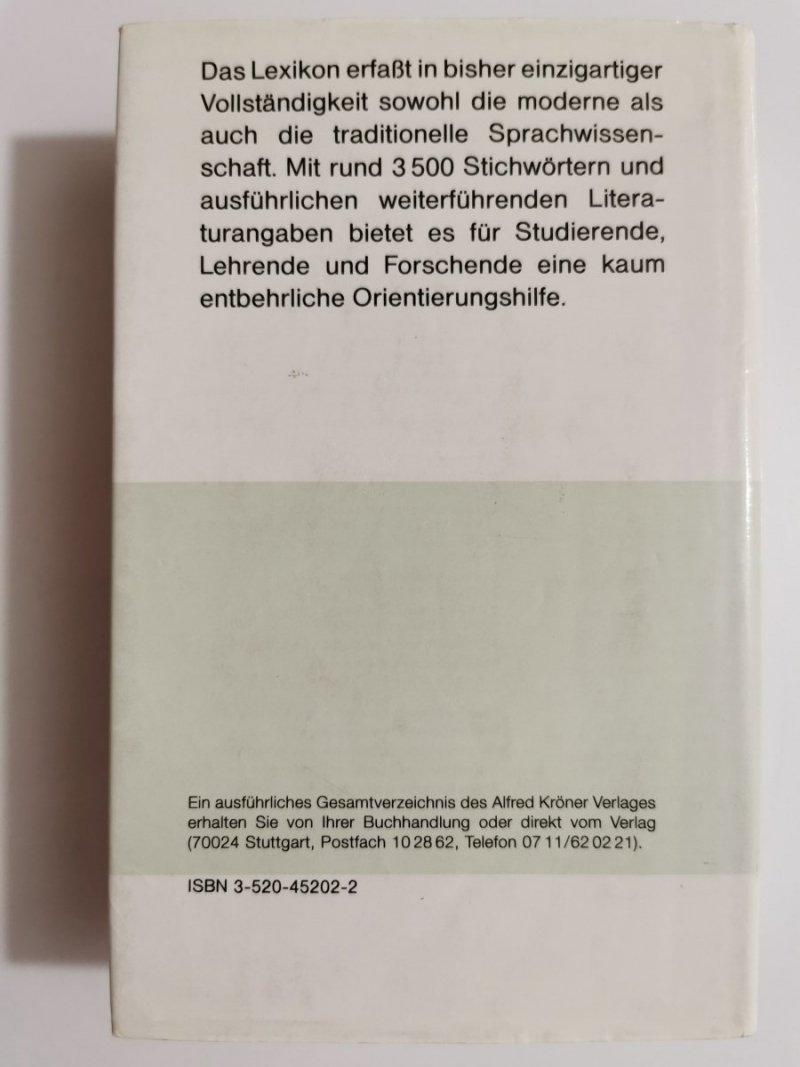 Das Lexikon erfaßt in bisher einzigartiger
Vollständigkeit sowohl die moderne als
auch die traditionelle Sprachwissen-
schaft. Mit rund 3 500 Stichwörtern und
ausführlichen weiterführenden Litera-
turangaben bietet es für Studierende,
Lehrende und Forschende eine kaum
entbehrliche Orientierungshilfe.
Ein ausführliches Gesamtverzeichnis des Alfred Kröner Verlages
erhalten Sie von Ihrer Buchhandlung oder direkt vom Verlag
(70024 Stuttgart, Postfach 10 28 62, Telefon 07 11/62 02 21).
ISBN 3-520-45202-2